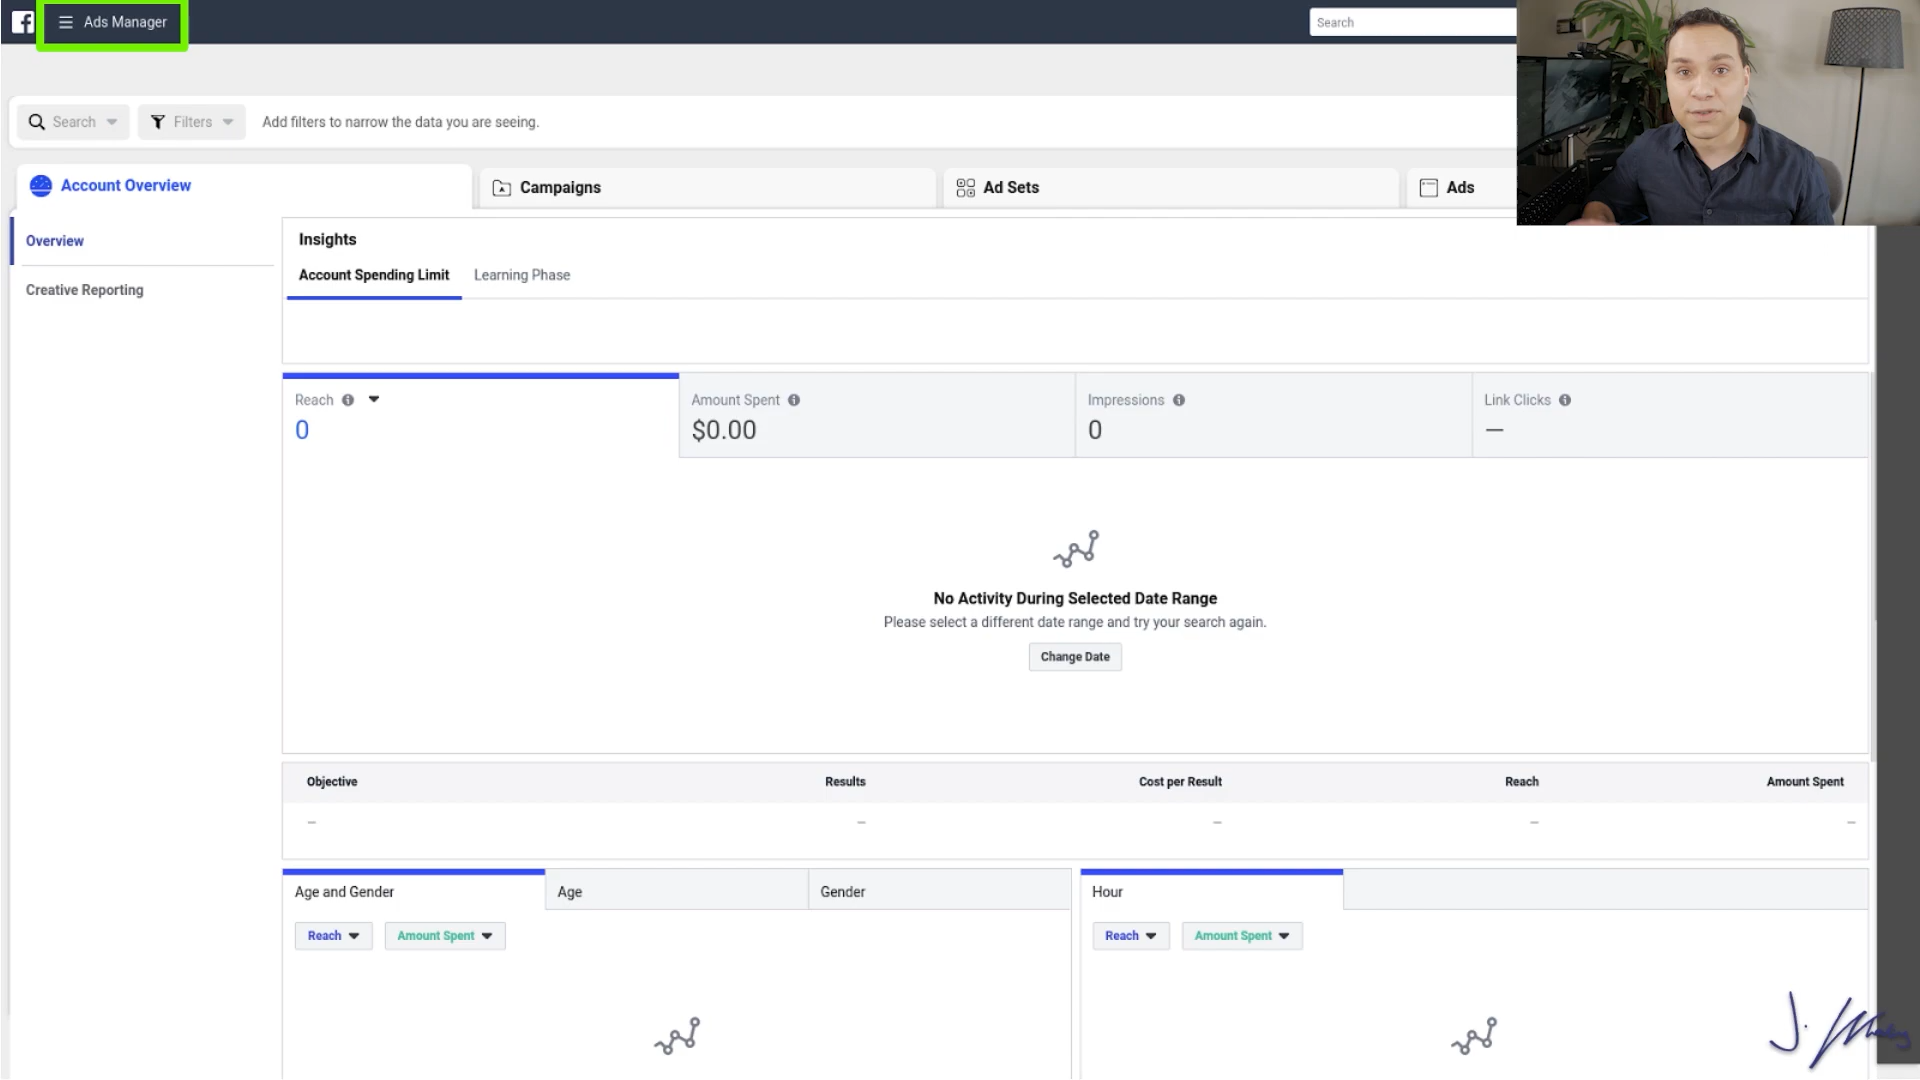 Ads Manager
Search
Search
Filters
Add filters to narrow the data you are seeing.
Account Overview
Campaigns
Ad Sets
Ads
Overview
Creative Reporting
Insights
Account Spending Limit
Learning Phase
Reach
0
Amount Spent
$0.00
Impressions
0
Link Clicks
—
No Activity During Selected Date Range
Please select a different date range and try your search again.
Change Date
Objective Results Cost per Result Reach Amount Spent
– – – – –
Age and Gender
Age
Gender
Reach
Amount Spent
Hour
Reach
Amount Spent